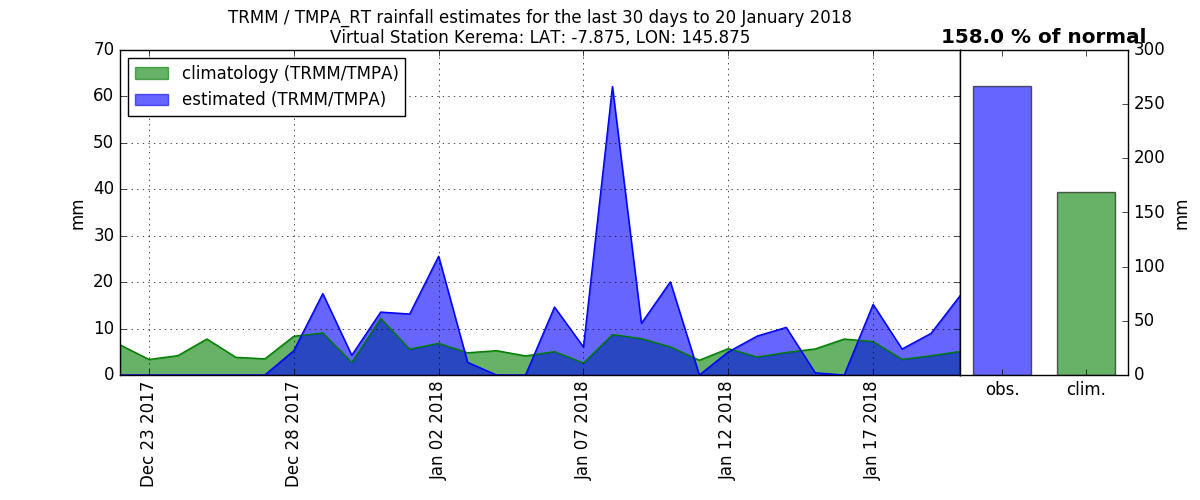 TRMM / TMPA_RT rainfall estimates for the last 30 days to 20 January 2018
Virtual Station Kerema: LAT: -7.875, LON: 145.875
158.0 % of normal
climatology (TRMM/TMPA)
estimated (TRMM/TMPA)
70
60
50
40
30
20
10
0
mm
Dec 23 2017
Dec 28 2017
Jan 02 2018
Jan 07 2018
Jan 12 2018
Jan 17 2018
obs.
clim.
300
250
200
150
100
50
0
mm